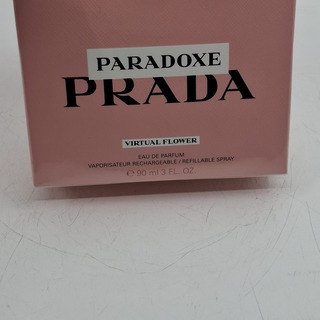 PARADOXE
PRADA
VIRTUAL FLOWER
EAU DE PARFUM
VAPORISATEUR RECHARGEABLE / REFILLABLE SPRAY
℮ 90 ml 3 FL. OZ.